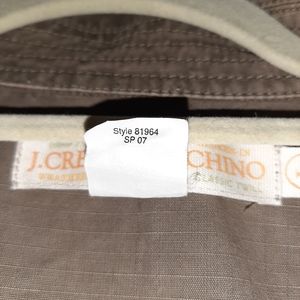 Style 81964
SP 07
J.CRE
CHINO
CLASSIC TWILL